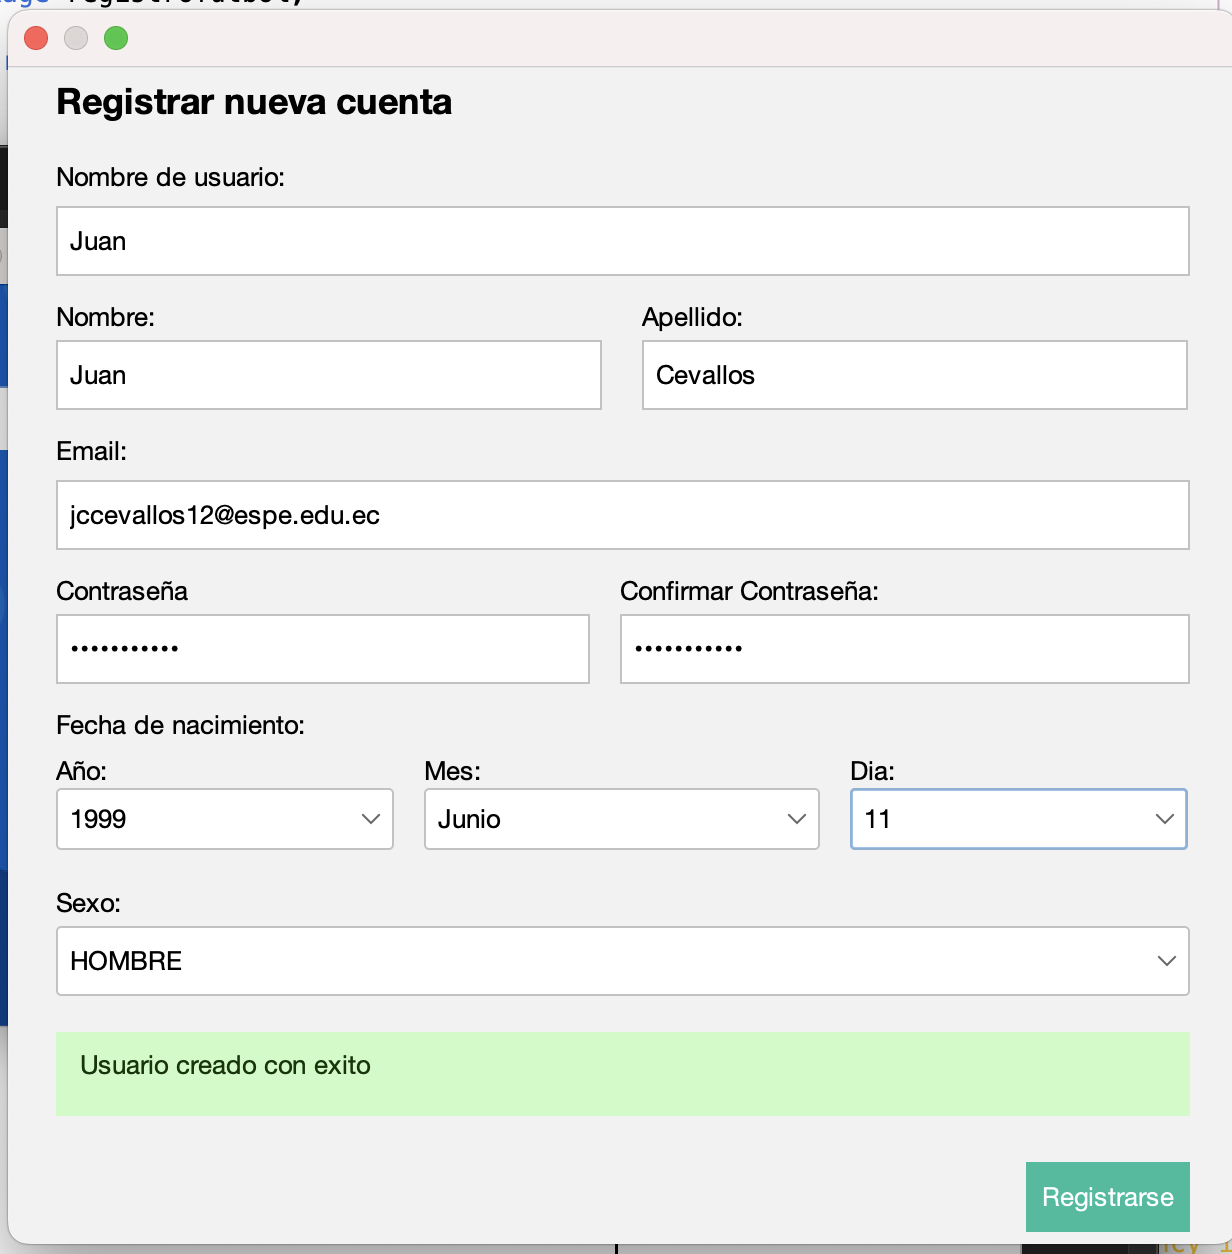 Registrar nueva cuenta
Nombre de usuario:
Juan
Nombre: Apellido:
Juan Cevallos
Email:
jccevallos12@espe.edu.ec
Contraseña Confirmar Contraseña:
••••••••••• •••••••••••
Fecha de nacimiento:
Año: Mes: Dia:
1999 Junio 11
Sexo:
HOMBRE
Usuario creado con exito
Registrarse